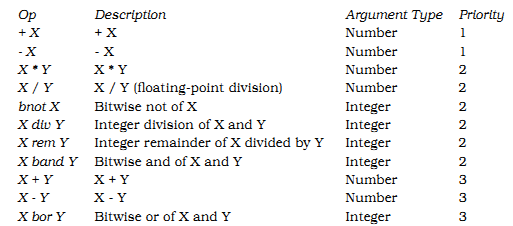 Op Description Argument Type Priority
+ X + X Number 1
- X - X Number 1
X * Y X * Y Number 2
X / Y X / Y (floating-point division) Number 2
bnot X Bitwise not of X Integer 2
X div Y Integer division of X and Y Integer 2
X rem Y Integer remainder of X divided by Y Integer 2
X band Y Bitwise and of X and Y Integer 2
X + Y X + Y Number 3
X - Y X - Y Number 3
X bor Y Bitwise or of X and Y Integer 3